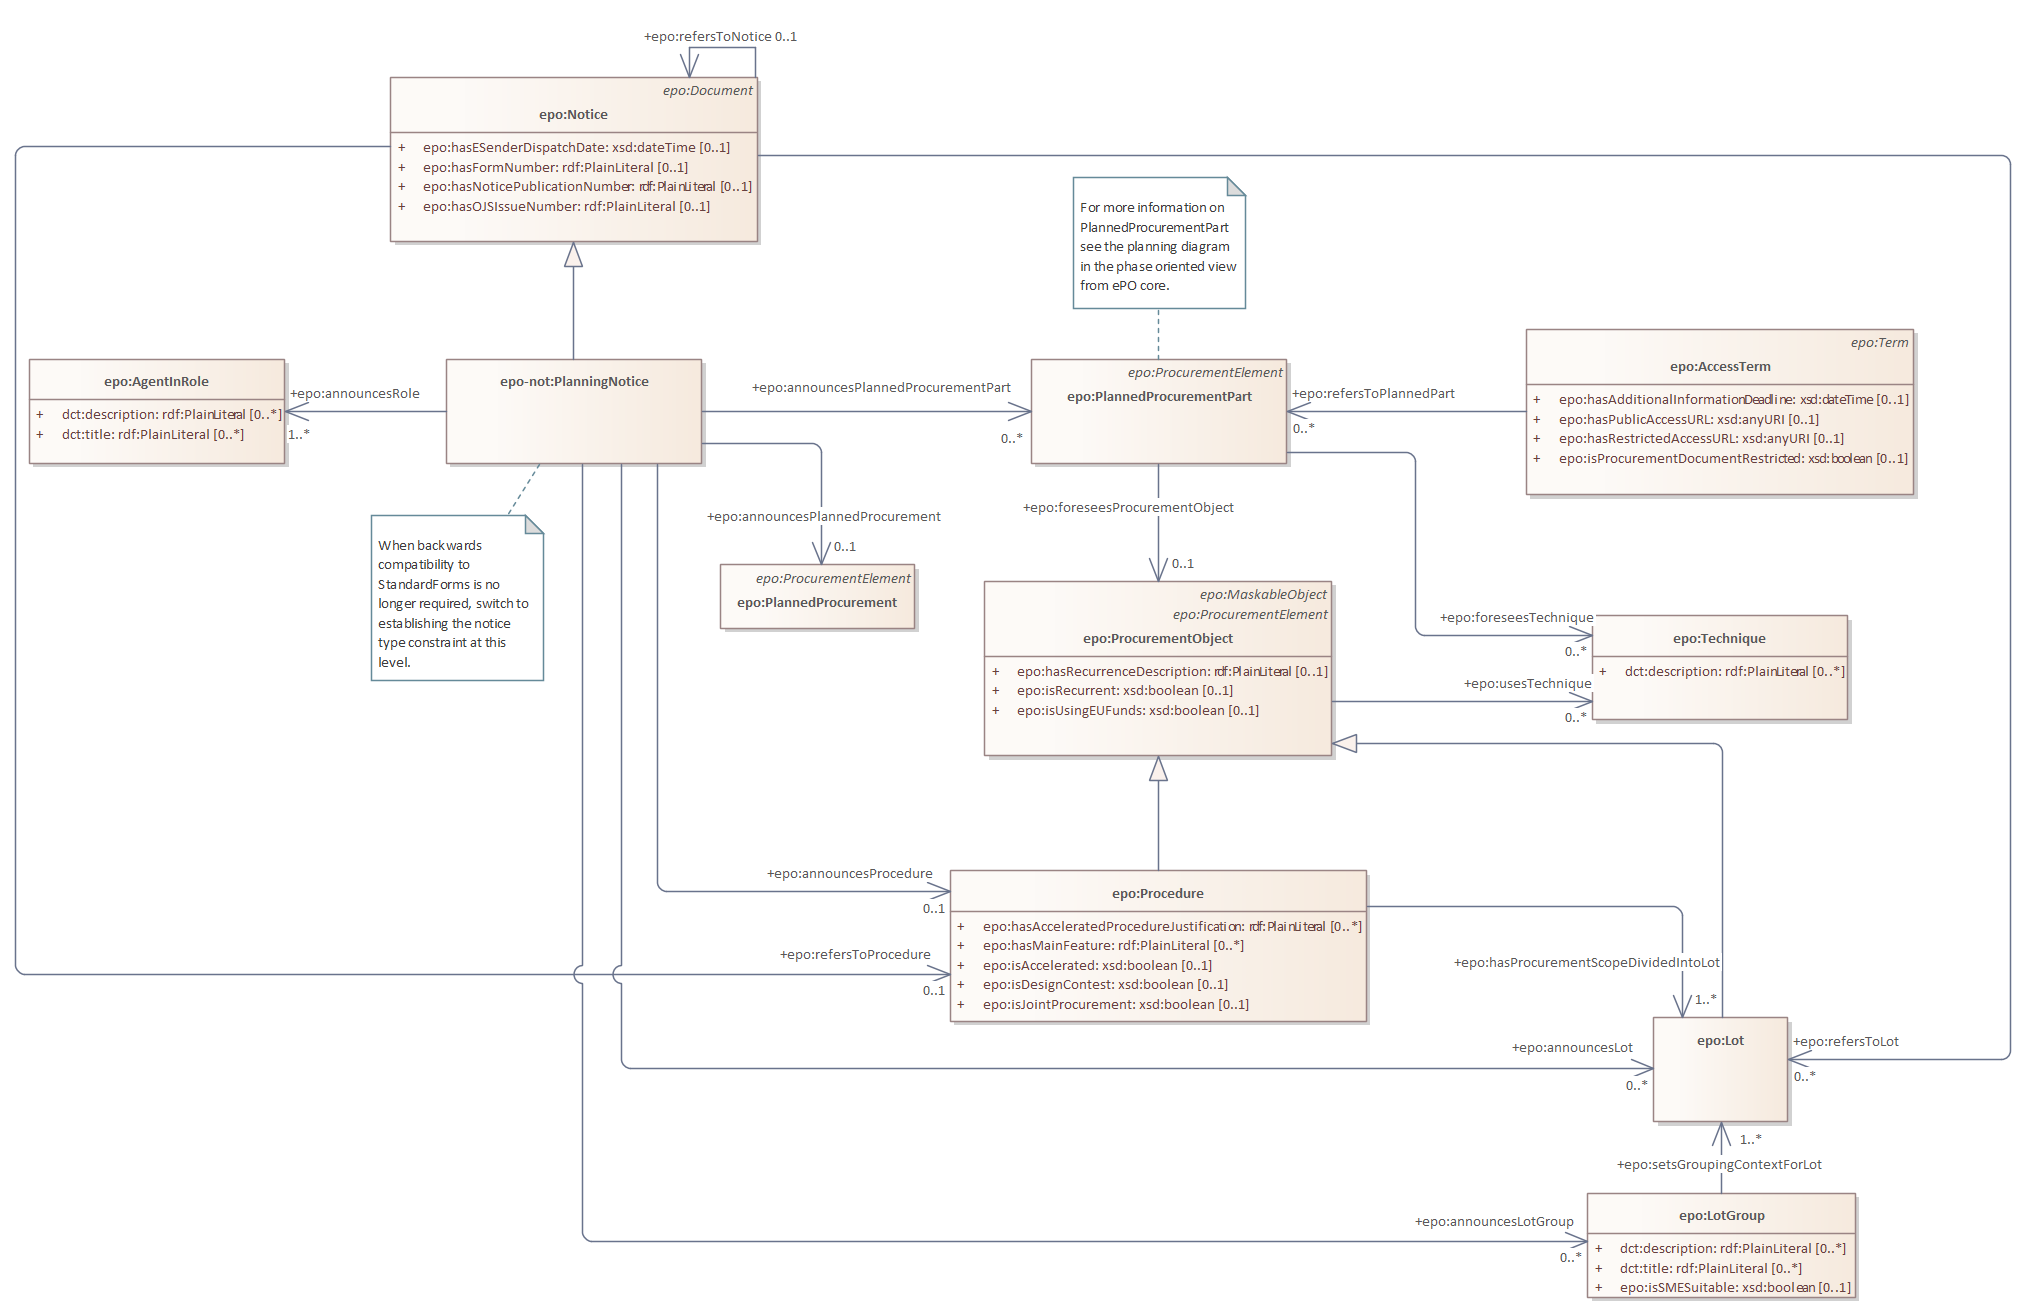 +epo:refersToNotice 0..1
epo:Document
epo:Notice
+ epo:hasESenderDispatchDate: xsd:dateTime [0..1]
+ epo:hasFormNumber: rdf:PlainLiteral [0..1]
+ epo:hasNoticePublicationNumber: rdf:PlainLiteral [0..1]
+ epo:hasOJSIssueNumber: rdf:PlainLiteral [0..1]
For more information on
PlannedProcurementPart
see the planning diagram
in the phase oriented view
from ePO core.
epo:AgentInRole
+ dct:description: rdf:PlainLiteral [0..*]
+ dct:title: rdf:PlainLiteral [0..*]
+epo:announcesRole
1..*
epo-not:PlanningNotice
+epo:announcesPlannedProcurementPart
0..*
epo:ProcurementElement
epo:PlannedProcurementPart
+epo:refersToPlannedPart
0..*
epo:Term
epo:AccessTerm
+ epo:hasAdditionalInformationDeadline: xsd:dateTime [0..1]
+ epo:hasPublicAccessURL: xsd:anyURI [0..1]
+ epo:hasRestrictedAccessURL: xsd:anyURI [0..1]
+ epo:isProcurementDocumentRestricted: xsd:boolean [0..1]
When backwards
compatibility to
StandardForms is no
longer required, switch to
establishing the notice
type constraint at this
level.
+epo:announcesPlannedProcurement
0..1
epo:ProcurementElement
epo:PlannedProcurement
+epo:foreseesProcurementObject
0..1
epo:MaskableObject
epo:ProcurementElement
epo:ProcurementObject
+ epo:hasRecurrenceDescription: rdf:PlainLiteral [0..1]
+ epo:isRecurrent: xsd:boolean [0..1]
+ epo:isUsingEUFunds: xsd:boolean [0..1]
+epo:foreseesTechnique
0..*
+epo:usesTechnique
0..*
epo:Technique
+ dct:description: rdf:PlainLiteral [0..*]
+epo:announcesProcedure
0..1
+epo:refersToProcedure
0..1
epo:Procedure
+ epo:hasAcceleratedProcedureJustification: rdf:PlainLiteral [0..*]
+ epo:hasMainFeature: rdf:PlainLiteral [0..*]
+ epo:isAccelerated: xsd:boolean [0..1]
+ epo:isDesignContest: xsd:boolean [0..1]
+ epo:isJointProcurement: xsd:boolean [0..1]
+epo:hasProcurementScopeDividedIntoLot
1..*
epo:Lot
+epo:announcesLot
0..*
+epo:refersToLot
0..*
1..*
+epo:setsGroupingContextForLot
+epo:announcesLotGroup
0..*
epo:LotGroup
+ dct:description: rdf:PlainLiteral [0..*]
+ dct:title: rdf:PlainLiteral [0..*]
+ epo:isSMESuitable: xsd:boolean [0..1]